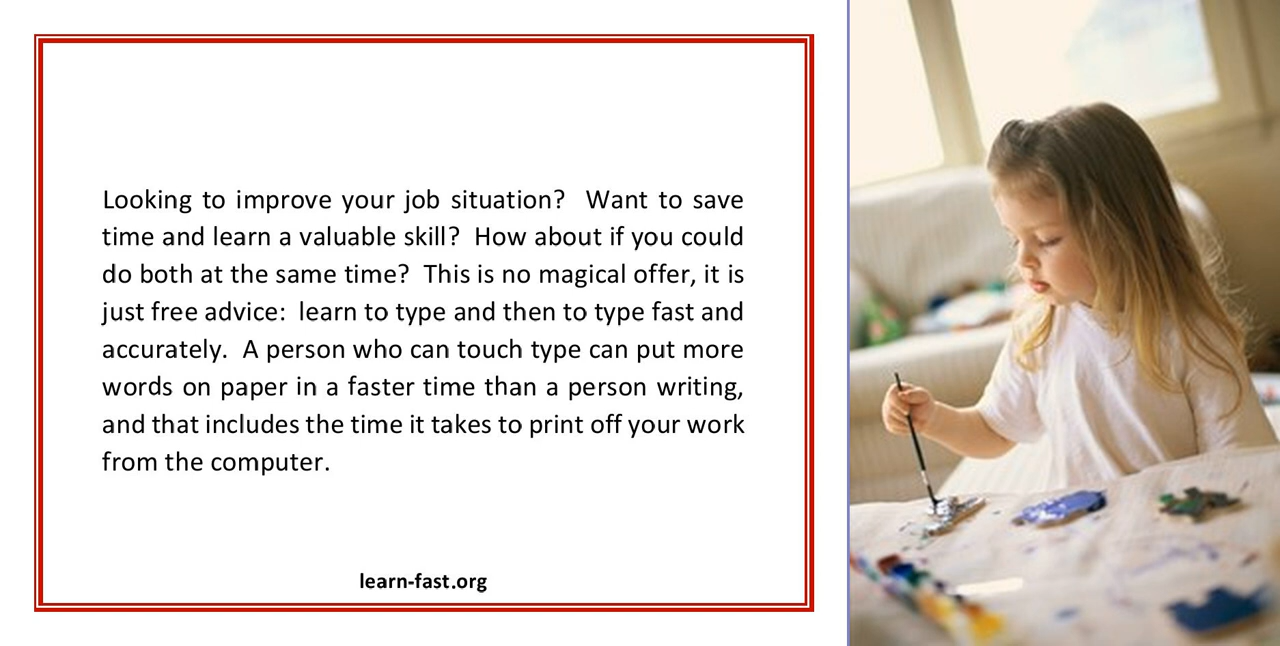 Looking to improve your job situation?  Want to save
time and learn a valuable skill?  How about if you could
do both at the same time?  This is no magical offer, it is
just free advice:  learn to type and then to type fast and
accurately.  A person who can touch type can put more
words on paper in a faster time than a person writing,
and that includes the time it takes to print off your work
from the computer.
learn-fast.org